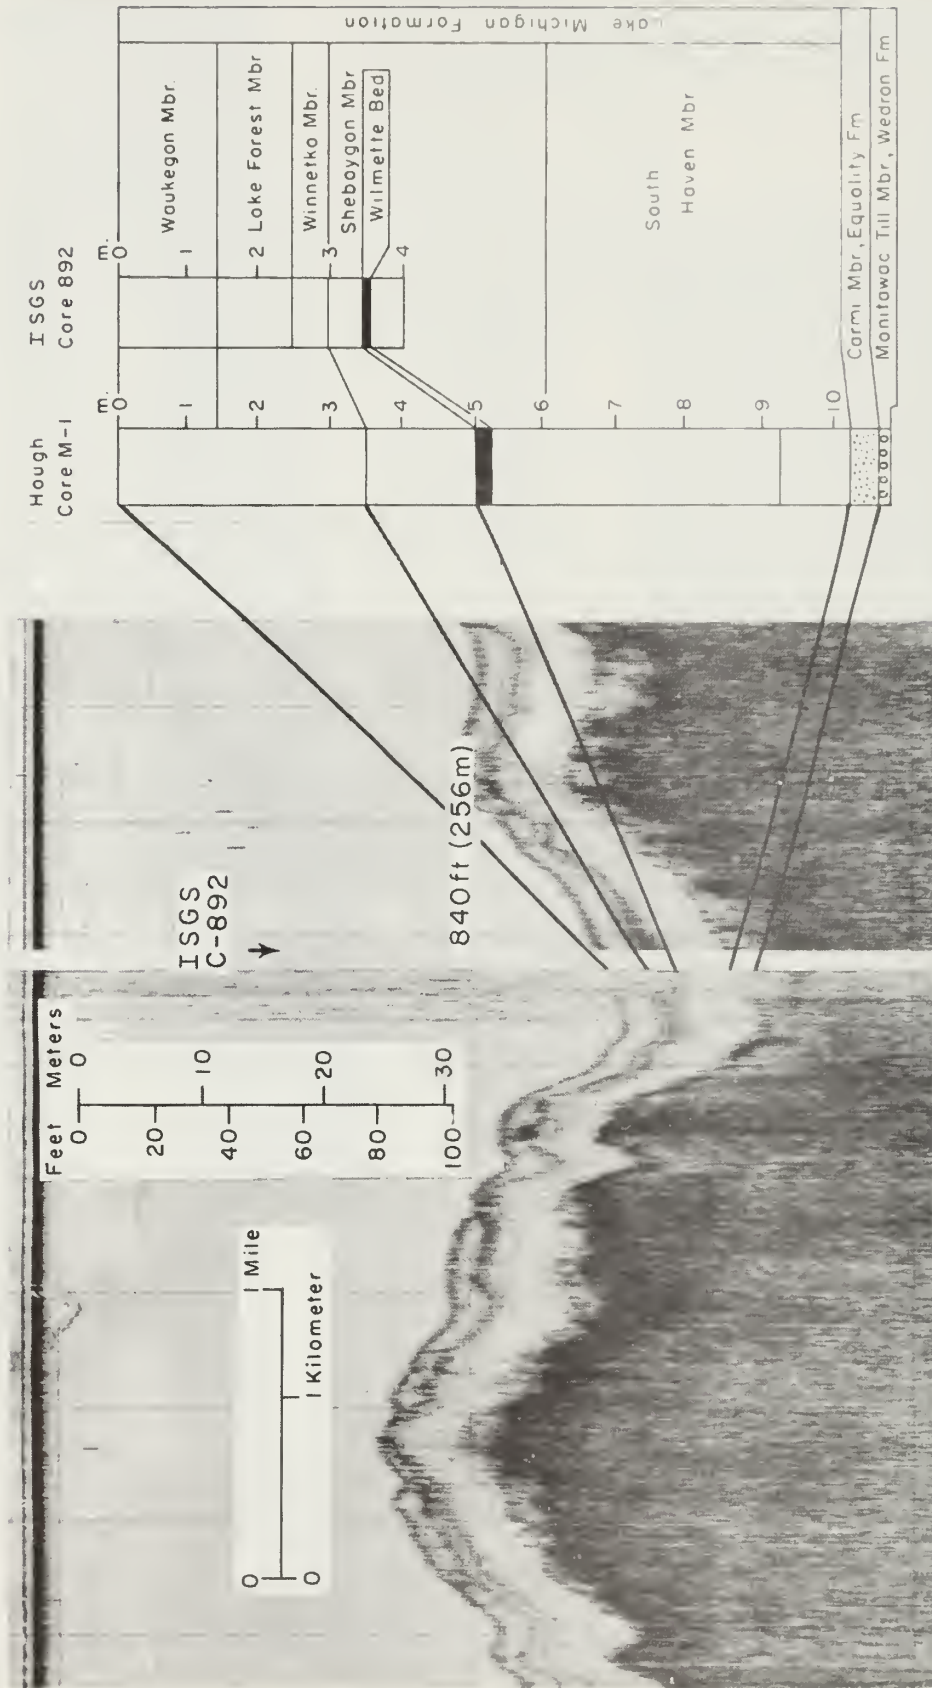 Hough
Core M-1
ISGS
Core 892
m.
0
1
2
3
4
5
6
7
8
9
10
m.
0
1
2
3
4
Waukegan Mbr.
Lake Forest Mbr
Winnetka Mbr.
Sheboygan Mbr
Wilmette Bed
South
Haven Mbr
Carmi Mbr, Equality Fm
Manitowac Till Mbr, Wedron Fm
Lake Michigan Formation
ISGS
C-892
840ft (256m)
Feet Meters
0
20
40
60
80
100
0
10
20
30
0 1 Mile
0 1 Kilometer